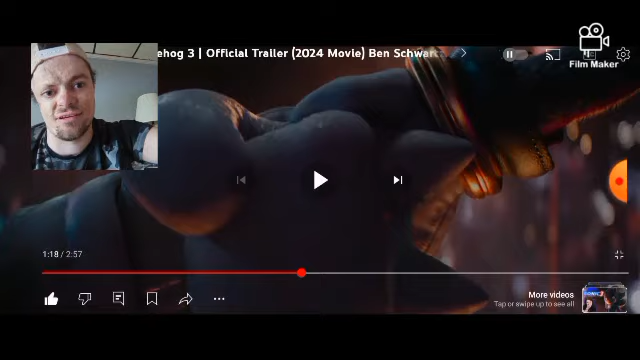 ehog 3 | Official Trailer (2024 Movie) Ben Schwart
Film Maker
1:18 / 2:57
More videos
Tap or swipe up to see all